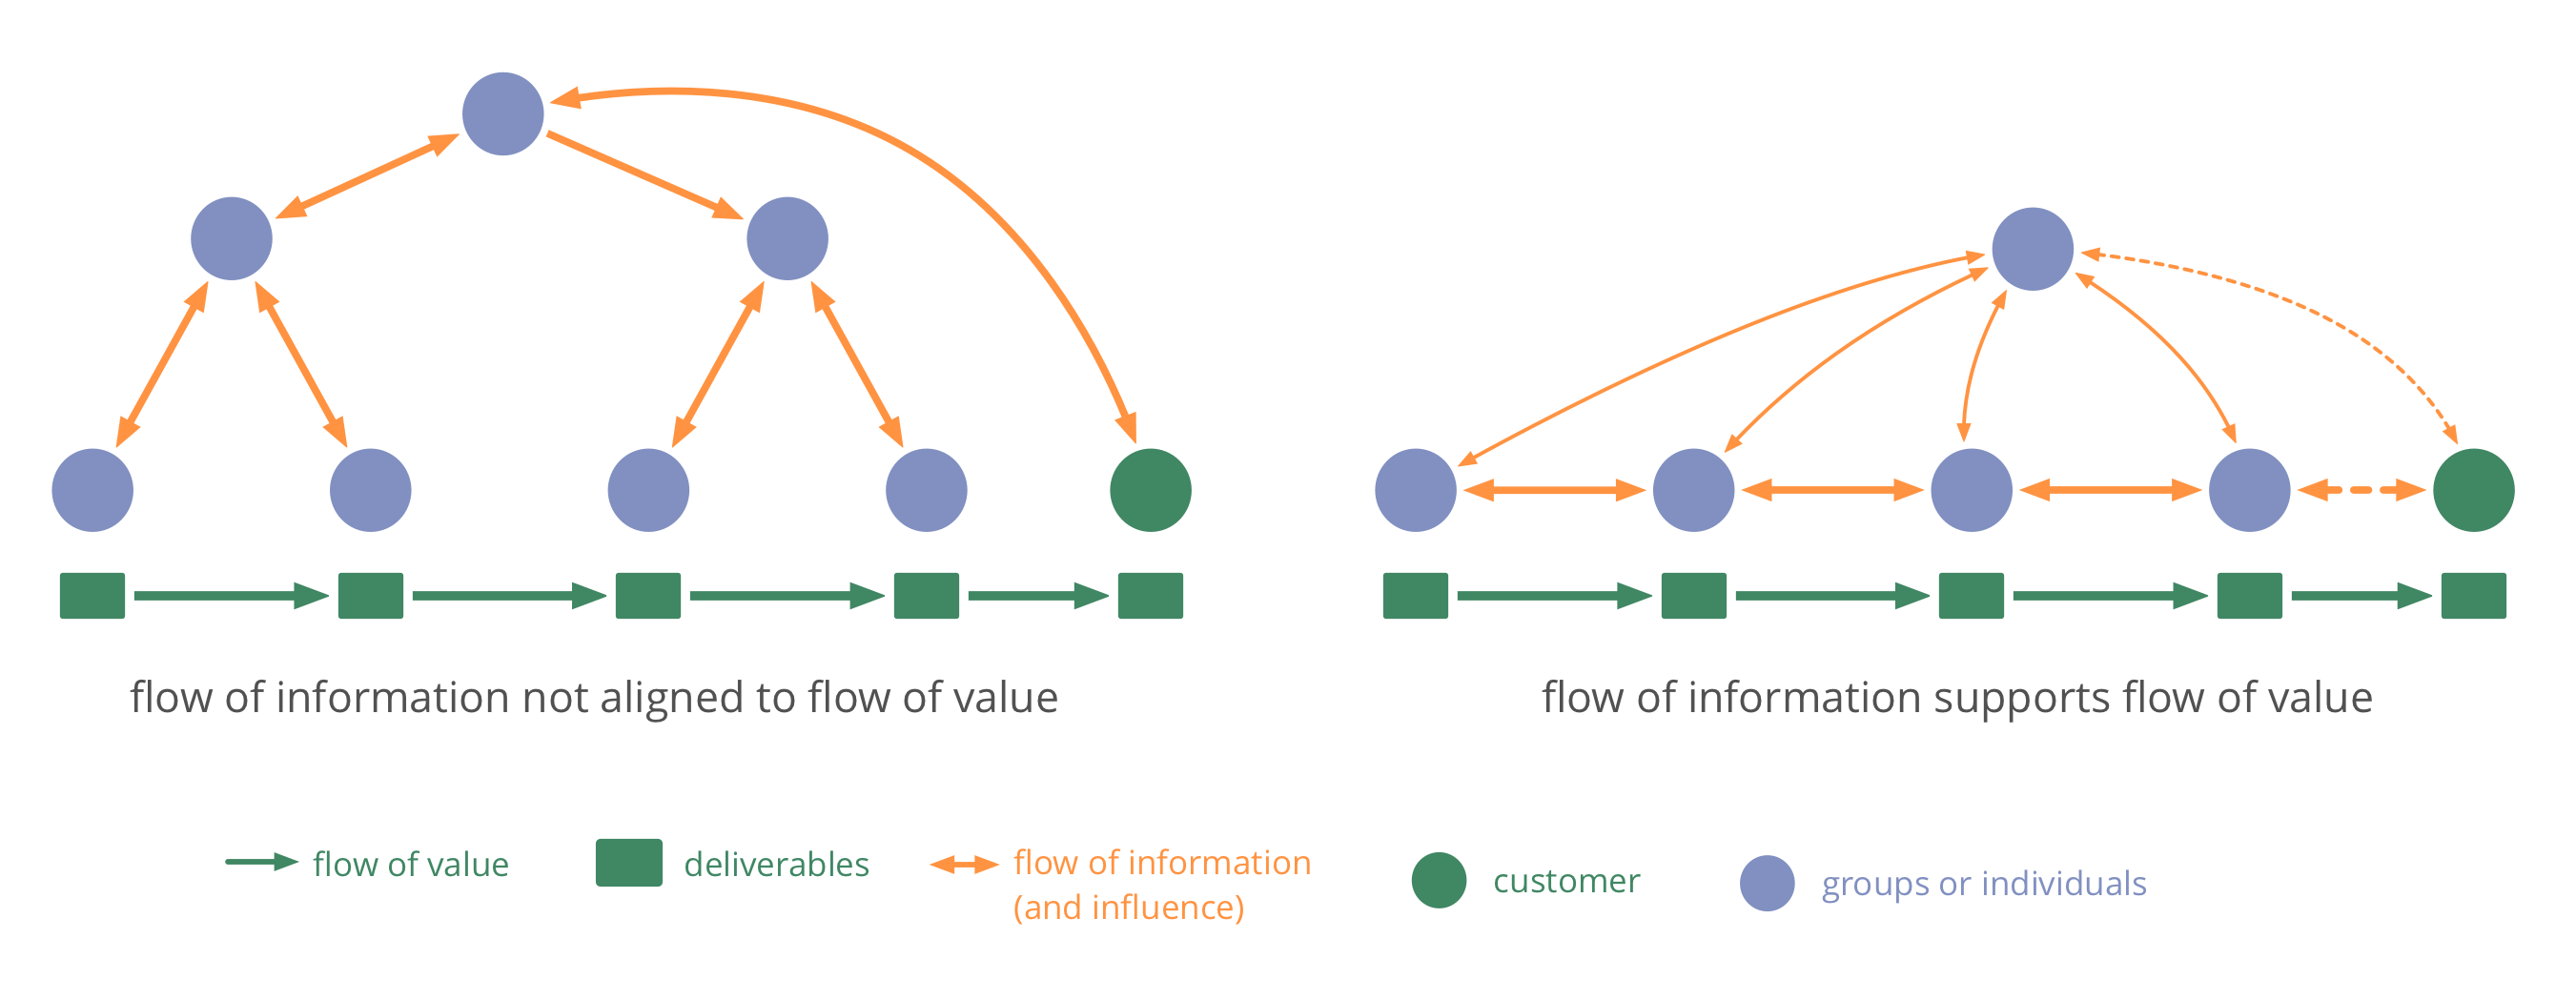 flow of information not aligned to flow of value
flow of information supports flow of value
flow of value
deliverables
flow of information
(and influence)
customer
groups or individuals